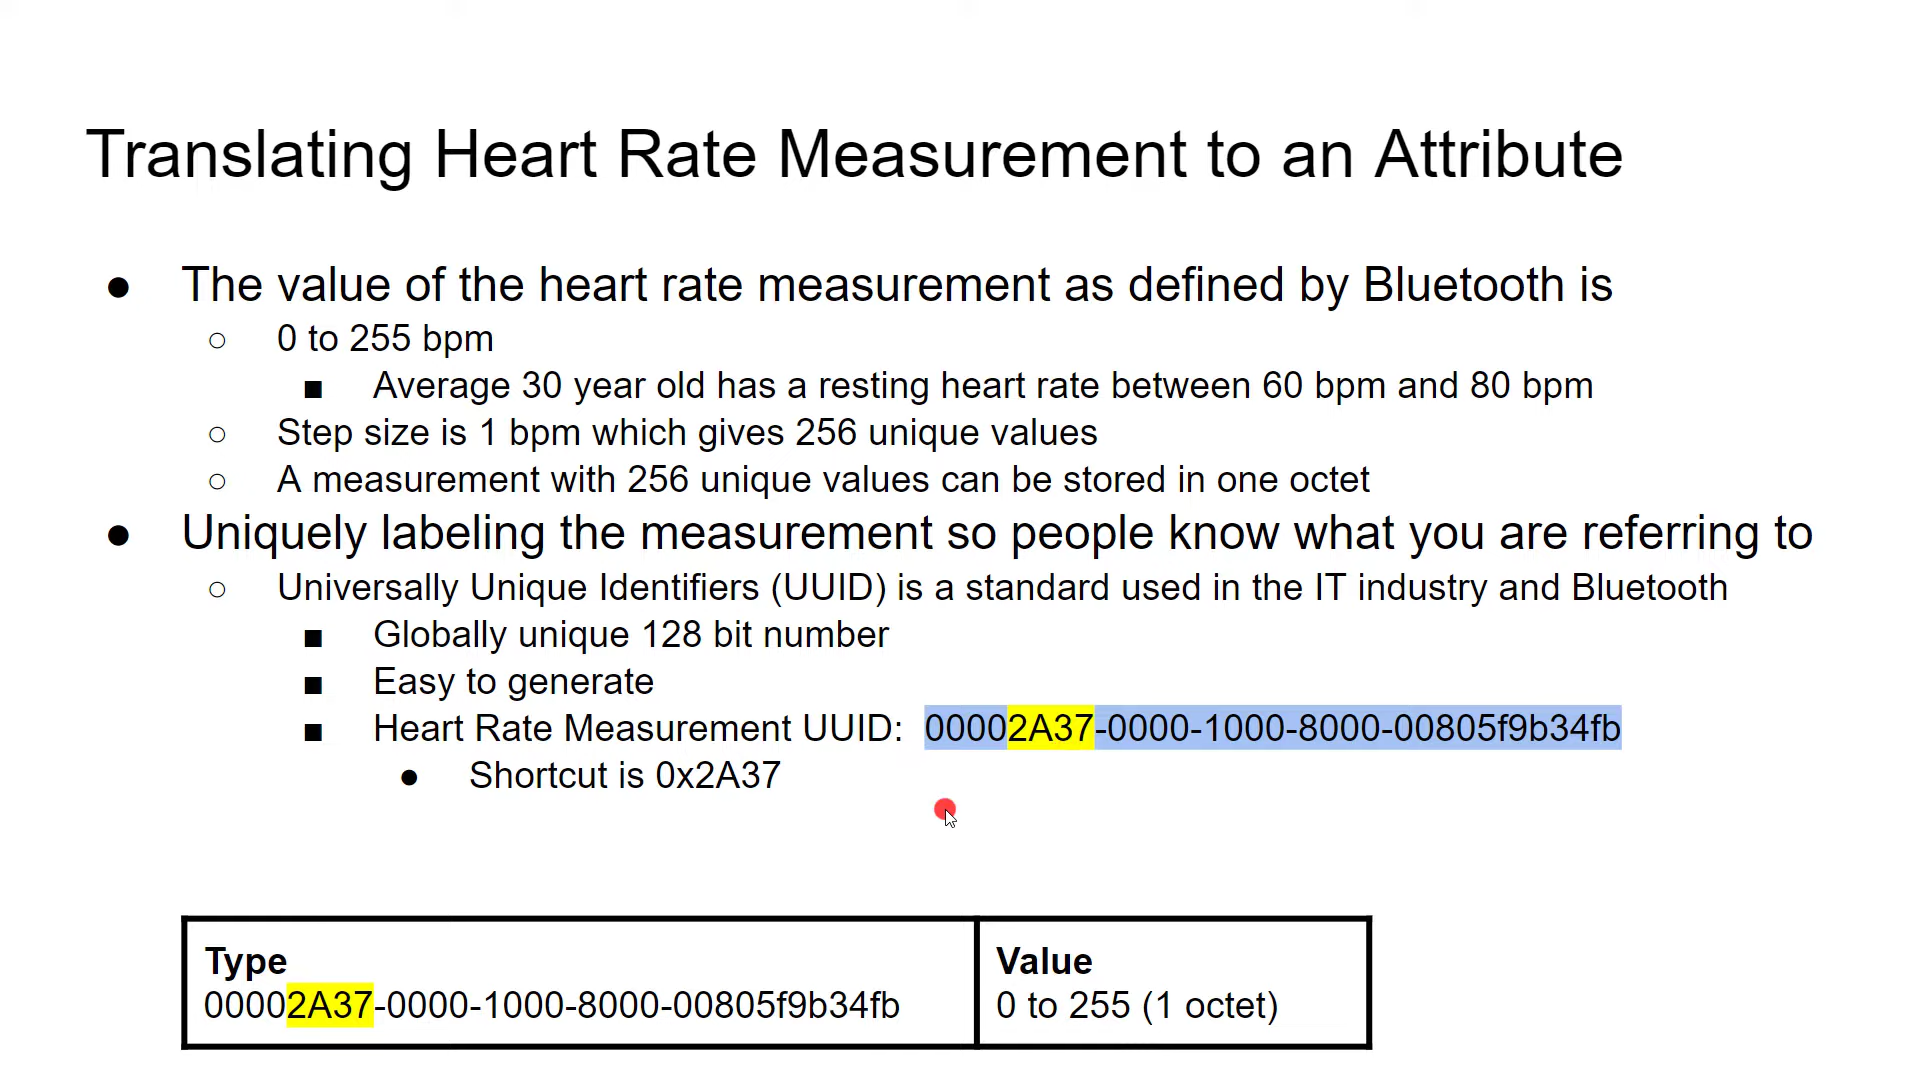 Translating Heart Rate Measurement to an Attribute
● The value of the heart rate measurement as defined by Bluetooth is
○ 0 to 255 bpm
■ Average 30 year old has a resting heart rate between 60 bpm and 80 bpm
○ Step size is 1 bpm which gives 256 unique values
○ A measurement with 256 unique values can be stored in one octet
● Uniquely labeling the measurement so people know what you are referring to
○ Universally Unique Identifiers (UUID) is a standard used in the IT industry and Bluetooth
■ Globally unique 128 bit number
■ Easy to generate
■ Heart Rate Measurement UUID: 00002A37-0000-1000-8000-00805f9b34fb
● Shortcut is 0x2A37
Type
00002A37-0000-1000-8000-00805f9b34fb
Value
0 to 255 (1 octet)